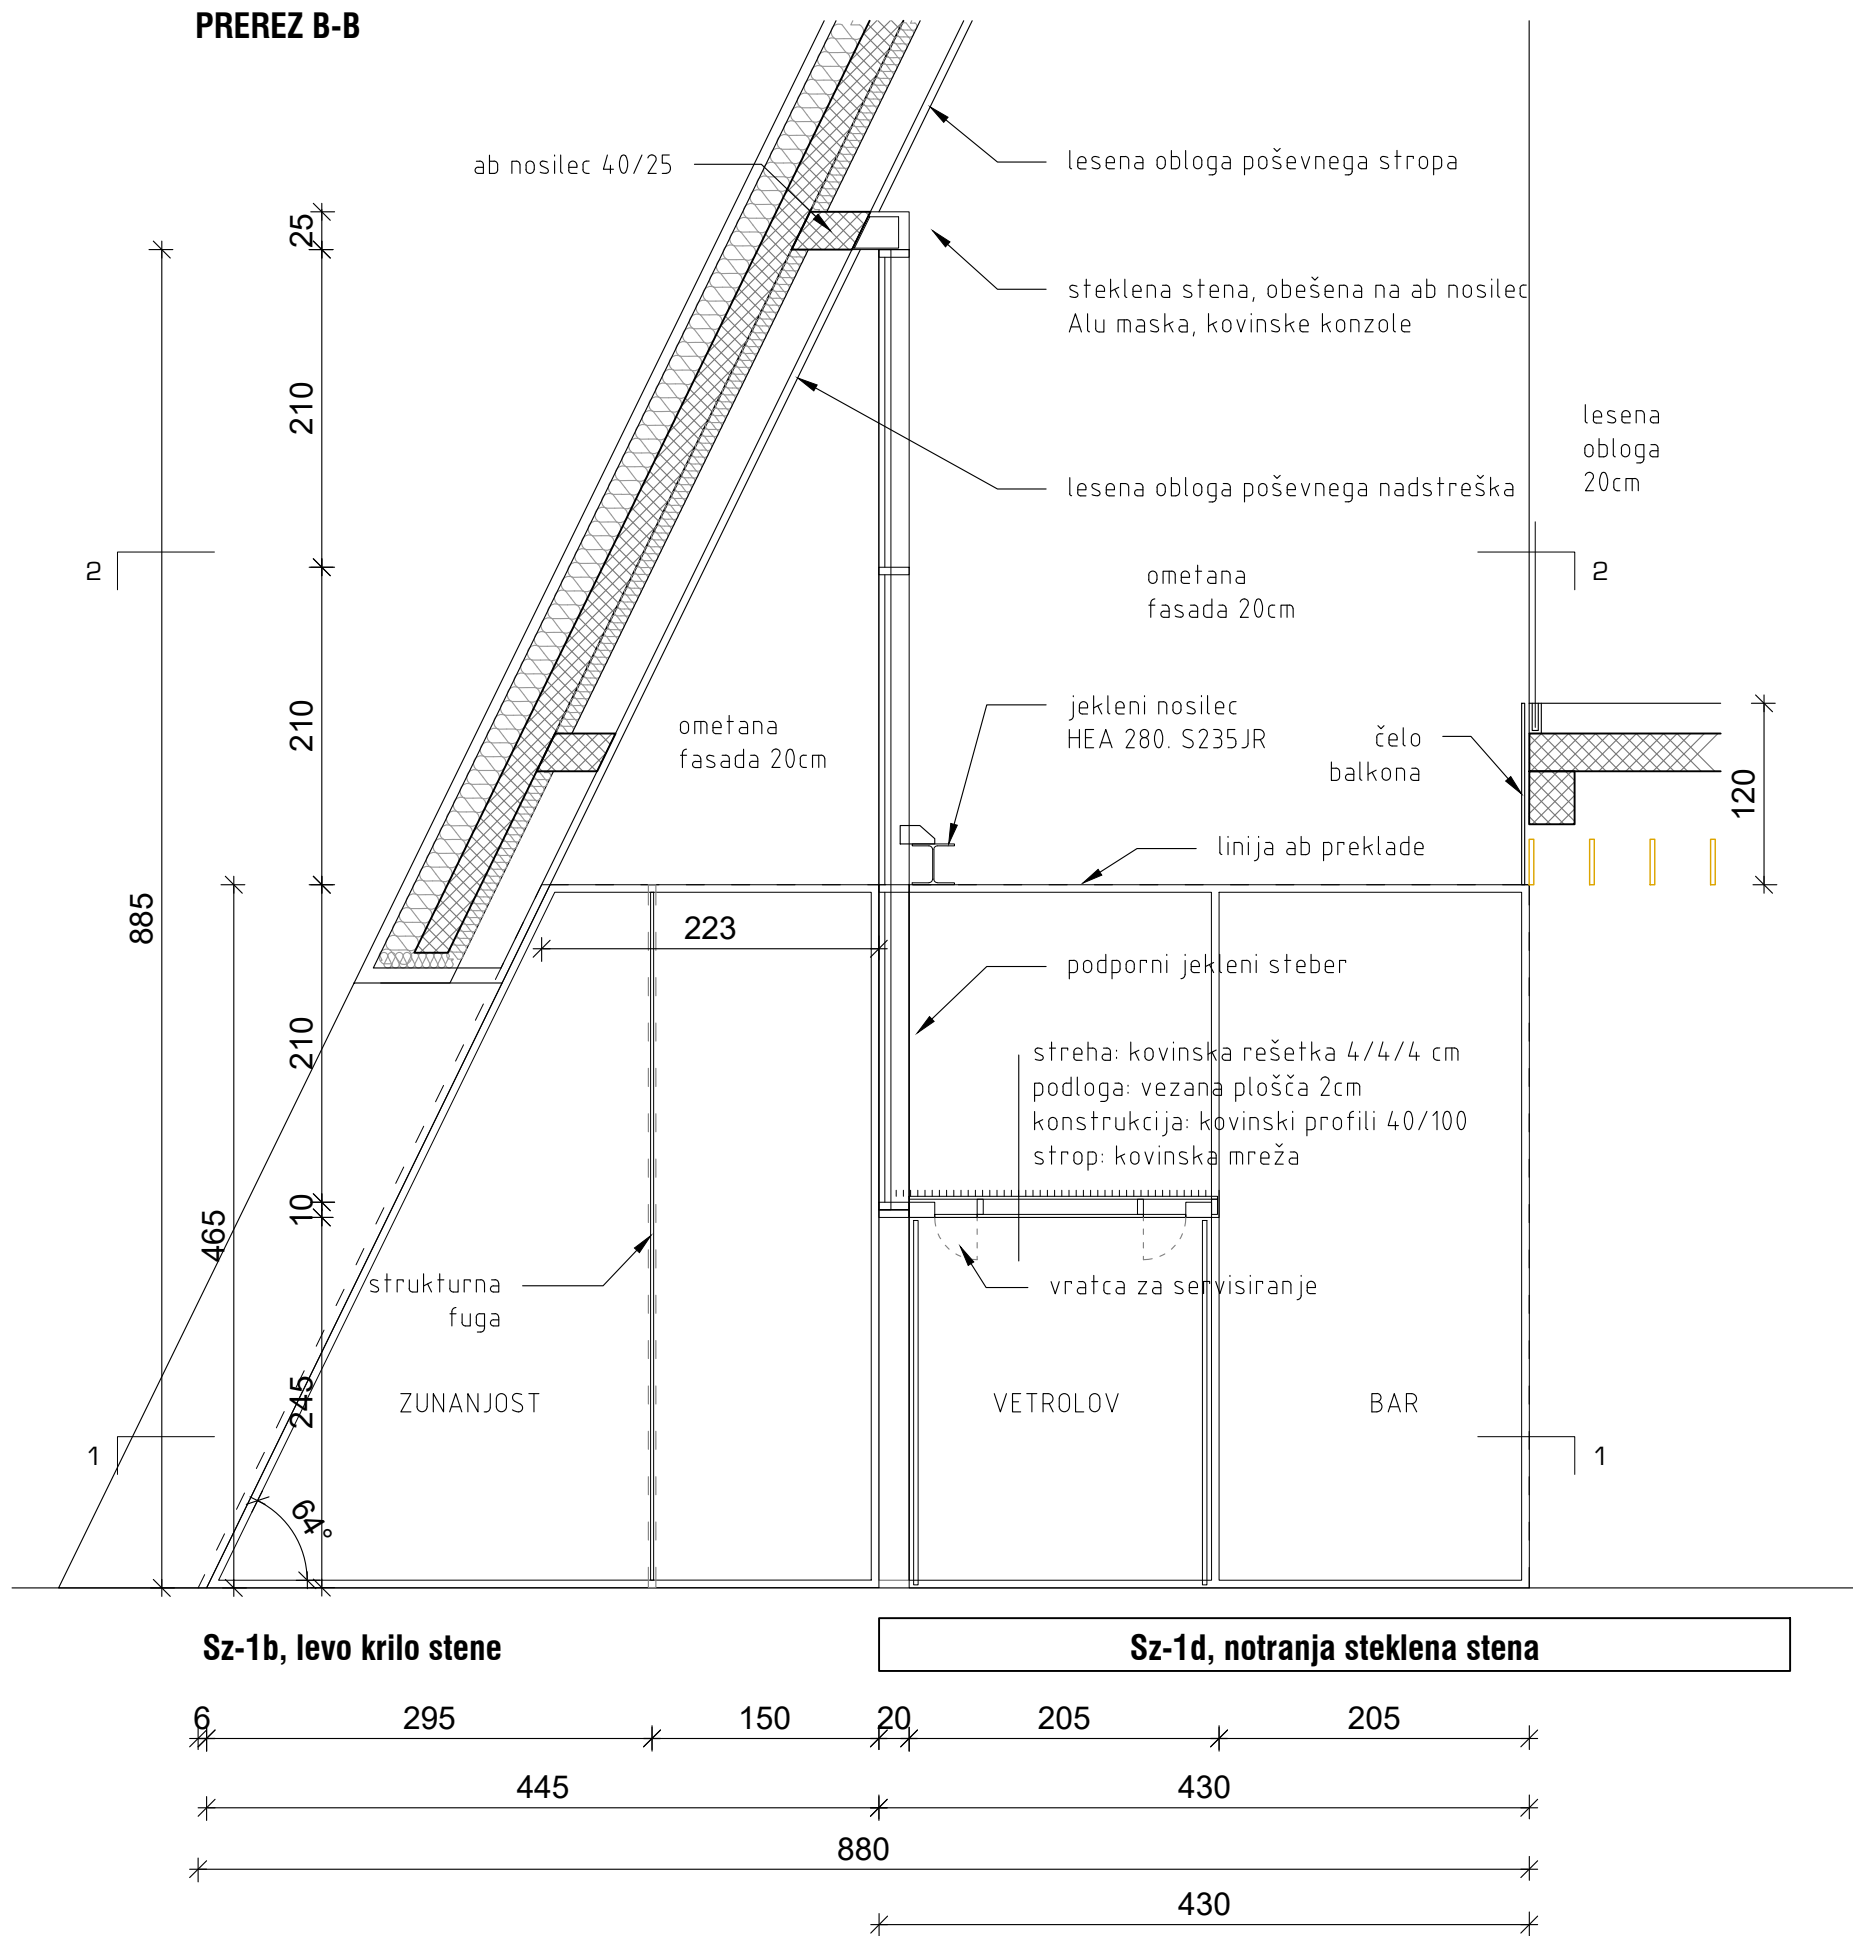 PREREZ B-B
ab nosilec 40/25
lesena obloga poševnega stropa
25
steklena stena, obešena na ab nosilec
Alu maska, kovinske konzole
210
lesena
obloga
20cm
lesena obloga poševnega nadstreška
2
2
ometana
fasada 20cm
210
ometana
fasada 20cm
jekleni nosilec
HEA 280. S235JR
čelo
balkona
120
linija ab preklade
885
223
podporni jekleni steber
210
streha: kovinska rešetka 4/4/4 cm
podloga: vezana plošča 2cm
konstrukcija: kovinski profili 40/100
strop: kovinska mreža
10
465
strukturna
fuga
vratca za servisiranje
245
ZUNANJOST
VETROLOV
BAR
1
1
64°
Sz-1b, levo krilo stene
Sz-1d, notranja steklena stena
6
295
150
20
205
205
445
430
880
430